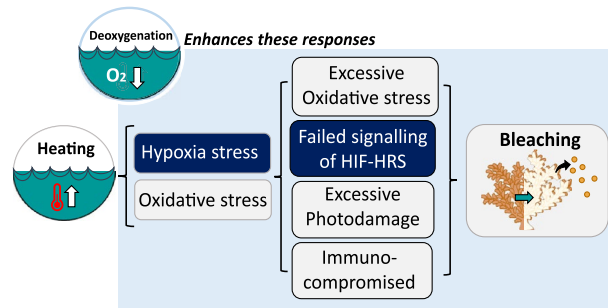 Deoxygenation
Enhances these responses
O2
Heating
Hypoxia stress
Oxidative stress
Excessive
Oxidative stress
Failed signalling
of HIF-HRS
Excessive
Photodamage
Immuno-
compromised
Bleaching